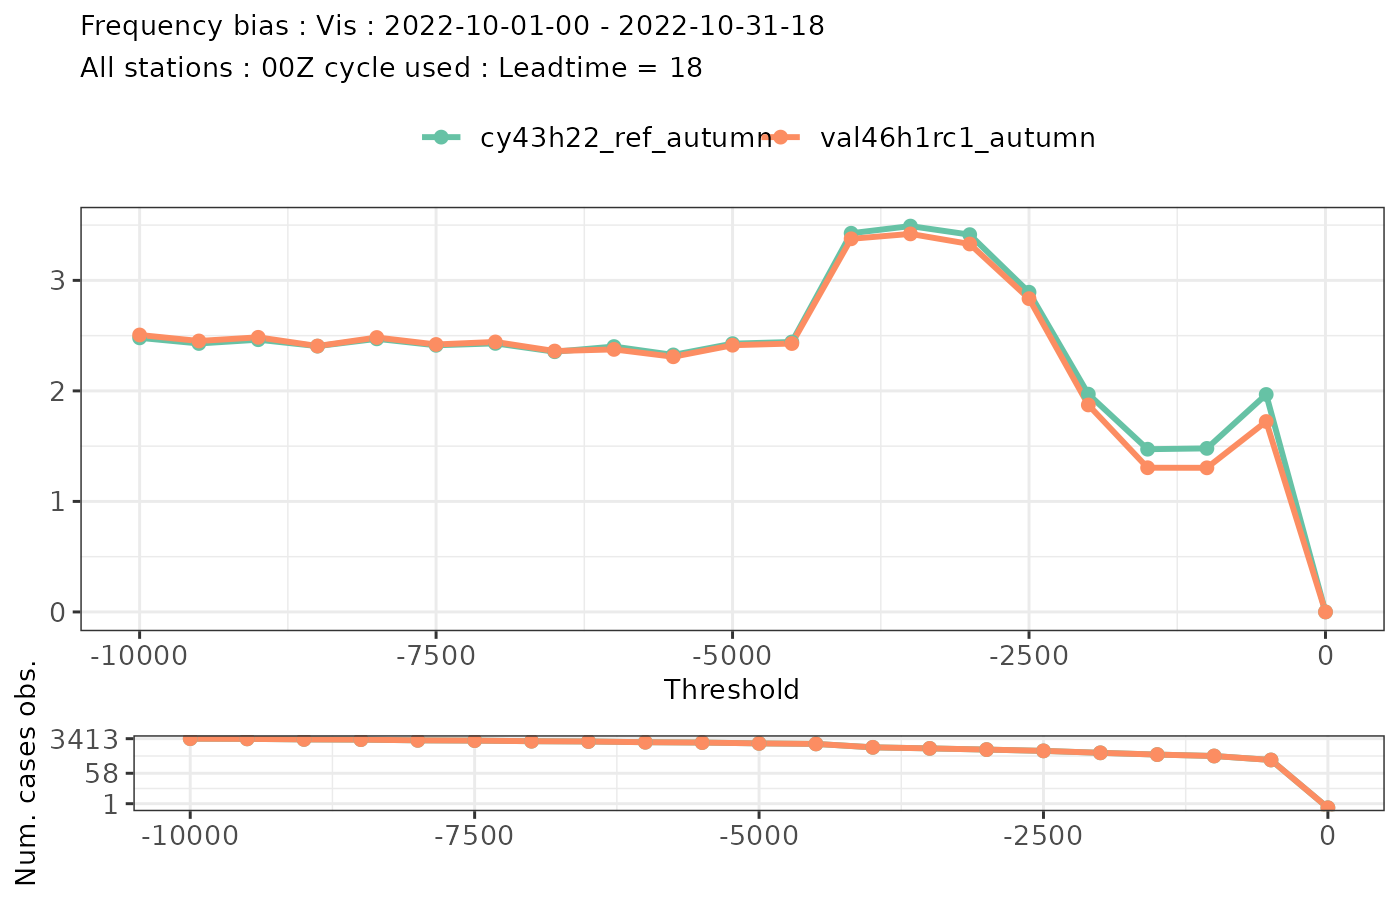 Frequency bias : Vis : 2022-10-01-00 - 2022-10-31-18
All stations : 00Z cycle used : Leadtime = 18
cy43h22_ref_autumn val46h1rc1_autumn
3
2
1
0
-10000 -7500 -5000 -2500 0
Threshold
Num. cases obs.
3413
58
1
-10000 -7500 -5000 -2500 0